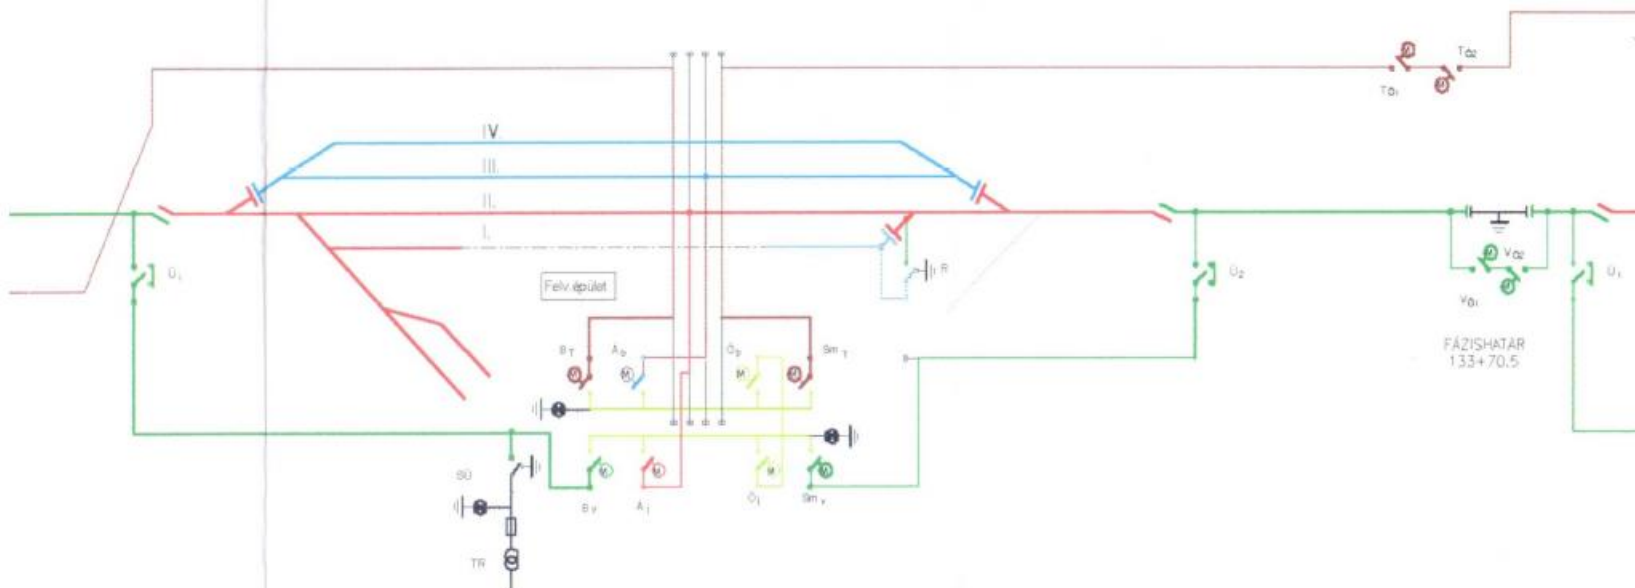 TÖ2
TÖ1
IV
III.
II.
I.
Ü1
R
Ü2
VÖ2
VÖ1
Ü1
Felv. épület
FÁZISHATÁR
133+70.5
BT
Ab
Öb
SmT
M
M
M
M
M
M
M
M
SÜ
BV
Aj
Öj
SmV
TR